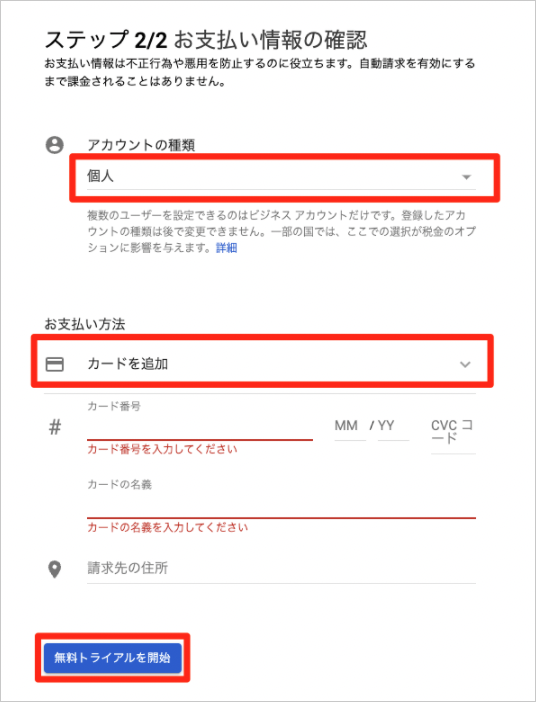 ステップ 2/2 お支払い情報の確認
お支払い情報は不正行為や悪用を防止するのに役立ちます。自動請求を有効にする
まで課金されることはありません。
アカウントの種類
個人
複数のユーザーを設定できるのはビジネス アカウントだけです。登録したアカ
ウントの種類は後で変更できません。一部の国では、ここでの選択が税金のオプ
ションに影響を与えます。詳細
お支払い方法
カードを追加
カード番号
# MM / YY CVC コ
ード
カード番号を入力してください
カードの名義
カードの名義を入力してください
請求先の住所
無料トライアルを開始